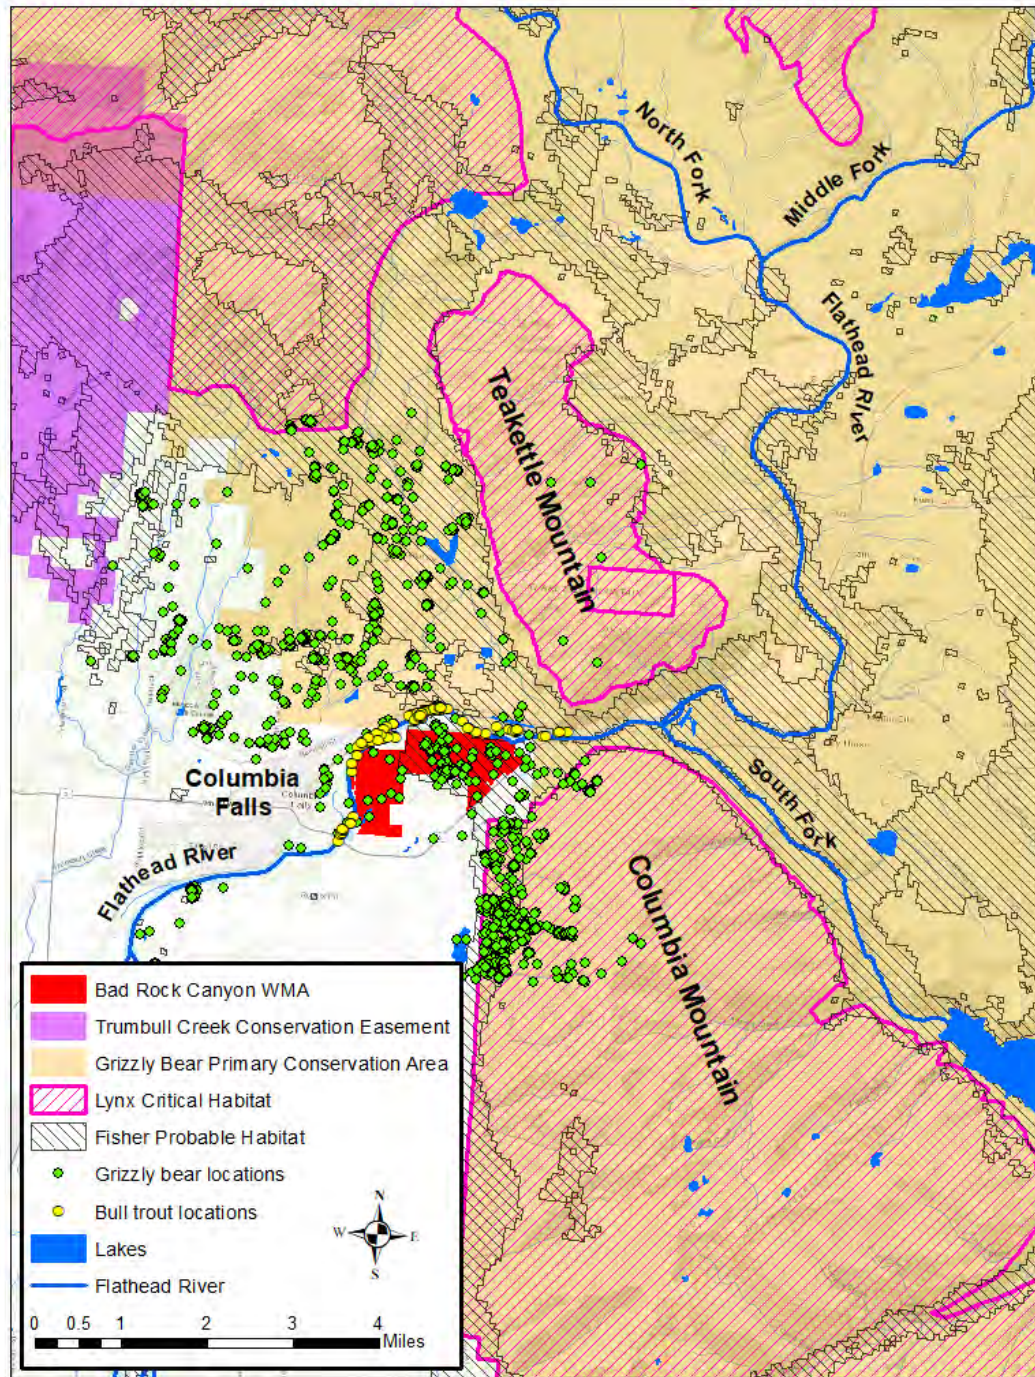 North Fork
Middle Fork
Flathead River
Teakettle Mountain
Columbia
Falls
South Fork
Flathead River
Columbia Mountain
Bad Rock Canyon WMA
Trumbull Creek Conservation Easement
Grizzly Bear Primary Conservation Area
Lynx Critical Habitat
Fisher Probable Habitat
Grizzly bear locations
Bull trout locations
Lakes
Flathead River
N
W E
S
0 0.5 1 2 3 4
Miles